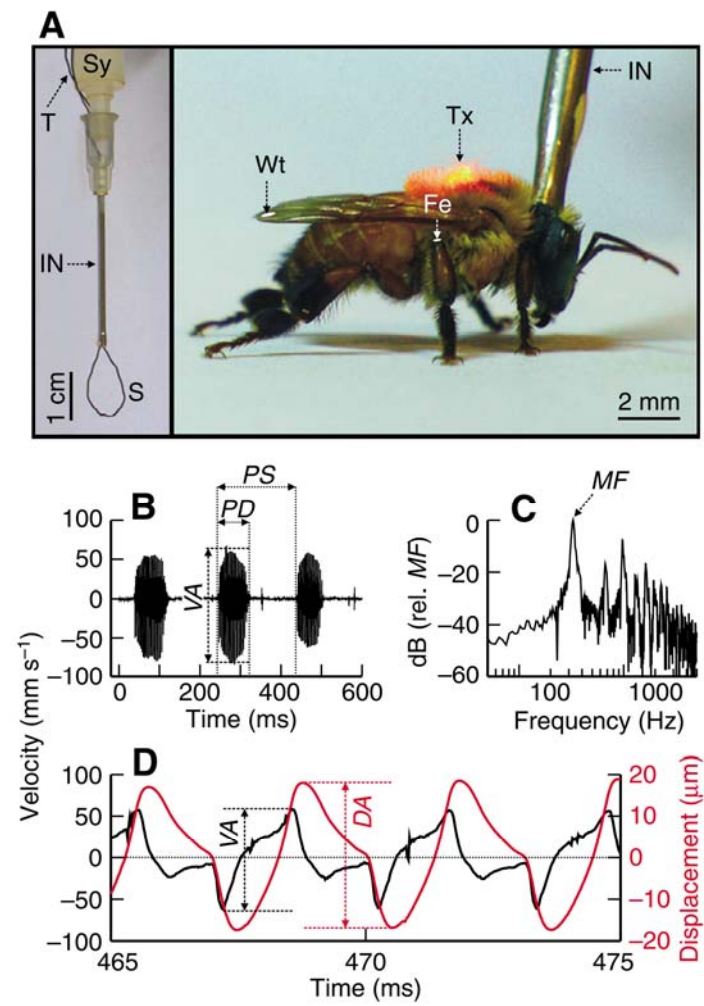 A
Sy
T
IN
S
1 cm
IN
Tx
Wt
Fe
2 mm
B
PS
PD
VA
100
50
0
−50
−100
0 200 400 600
Time (ms)
Velocity (mm s−1)
C
MF
0
−20
−40
−60
dB (rel. MF)
100 1000
Frequency (Hz)
D
100
50
0
−50
−100
VA
DA
20
10
0
−10
−20
Displacement (μm)
465 470 475
Time (ms)